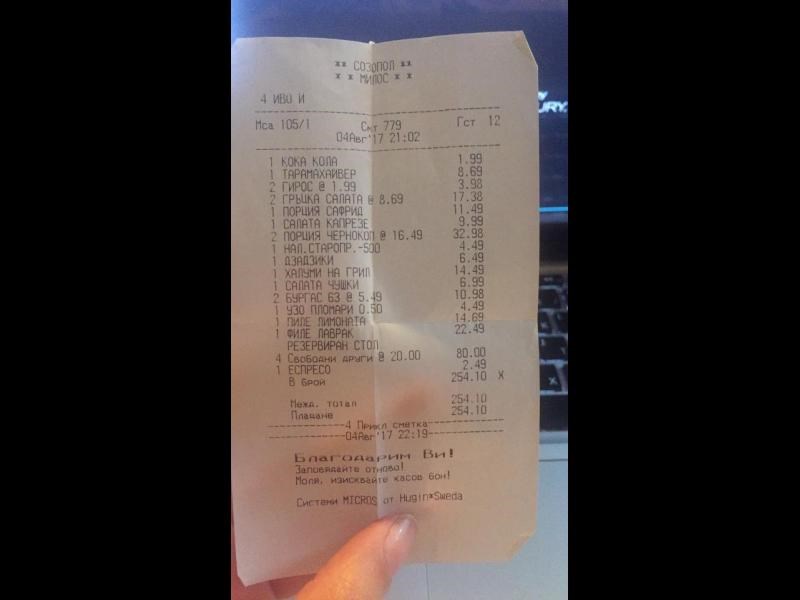 ** СОЗОПОЛ **
* * МИЛОС * *
4 ИВО И
Мса 105/1 Смт 779 Гст 12
04Авг'17 21:02
1 КОКА КОЛА 1.99
1 ТАРАМАХАЙВЕР 8.69
2 ГИРОС @ 1.99 3.98
2 ГРЪЦКА САЛАТА @ 8.69 17.38
1 ПОРЦИЯ САФРИД 11.49
1 САЛАТА КАПРЕЗЕ 9.99
2 ПОРЦИЯ ЧЕРНОКОП @ 16.49 32.98
1 НАЛ.СТАРОПР.-500 4.49
1 ДЗАДЗИКИ 6.49
1 ХАЛУМИ НА ГРИЛ 14.49
1 САЛАТА ЧУШКИ 6.99
2 БУРГАС 63 @ 5.49 10.98
1 УЗО ПЛОМАРИ 0.50 4.49
1 ПИЛЕ ЛИМОНАТА 14.69
1 ФИЛЕ ЛАВРАК 22.49
РЕЗЕРВИРАН СТОЛ
4 Свободни други @ 20.00 80.00
1 ЕСПРЕСО 2.49
В брой 254.10 X
Межд. тотал 254.10
Плащане 254.10
4 Прикл сметка
04Авг'17 22:19
Благодарим Ви!
Заповядайте отново!
Моля, изисквайте касов бон!
Системи MICROS от Hugin*Sweda